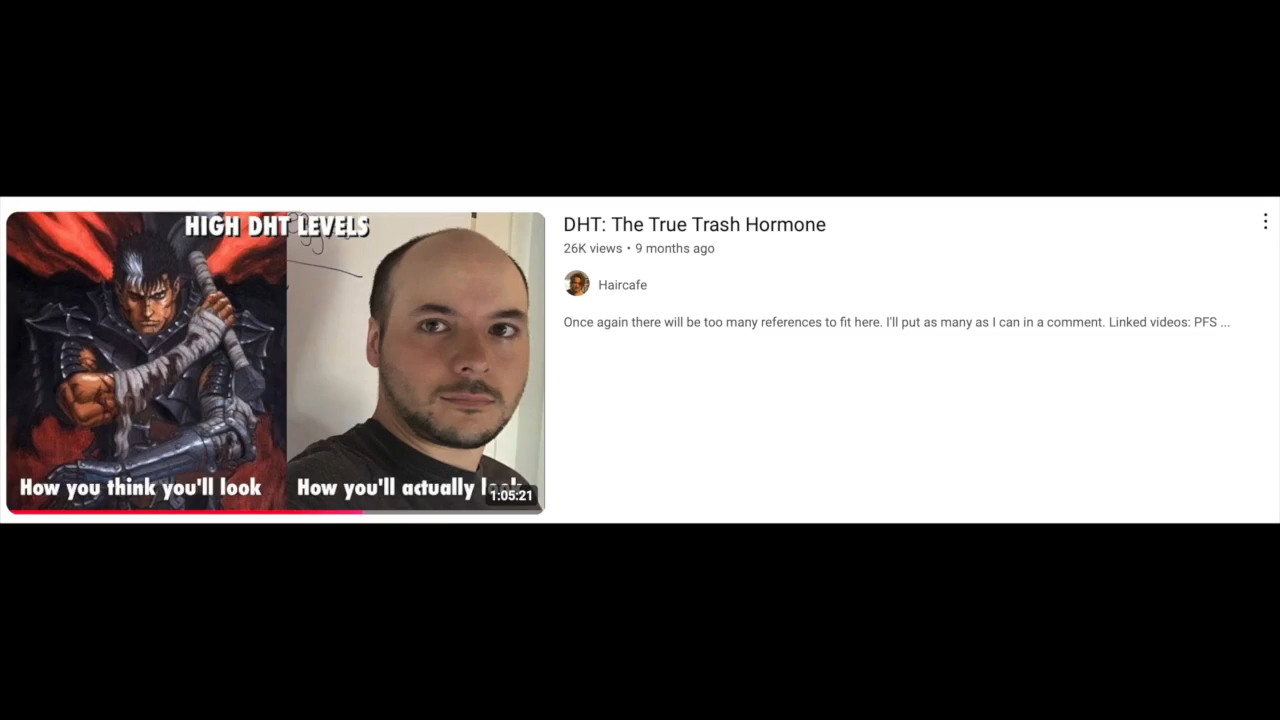 HIGH DHT LEVELS
How you think you'll look
How you'll actually
1:05:21
DHT: The True Trash Hormone
26K views • 9 months ago
Haircafe
Once again there will be too many references to fit here. I'll put as many as I can in a comment. Linked videos: PFS ...